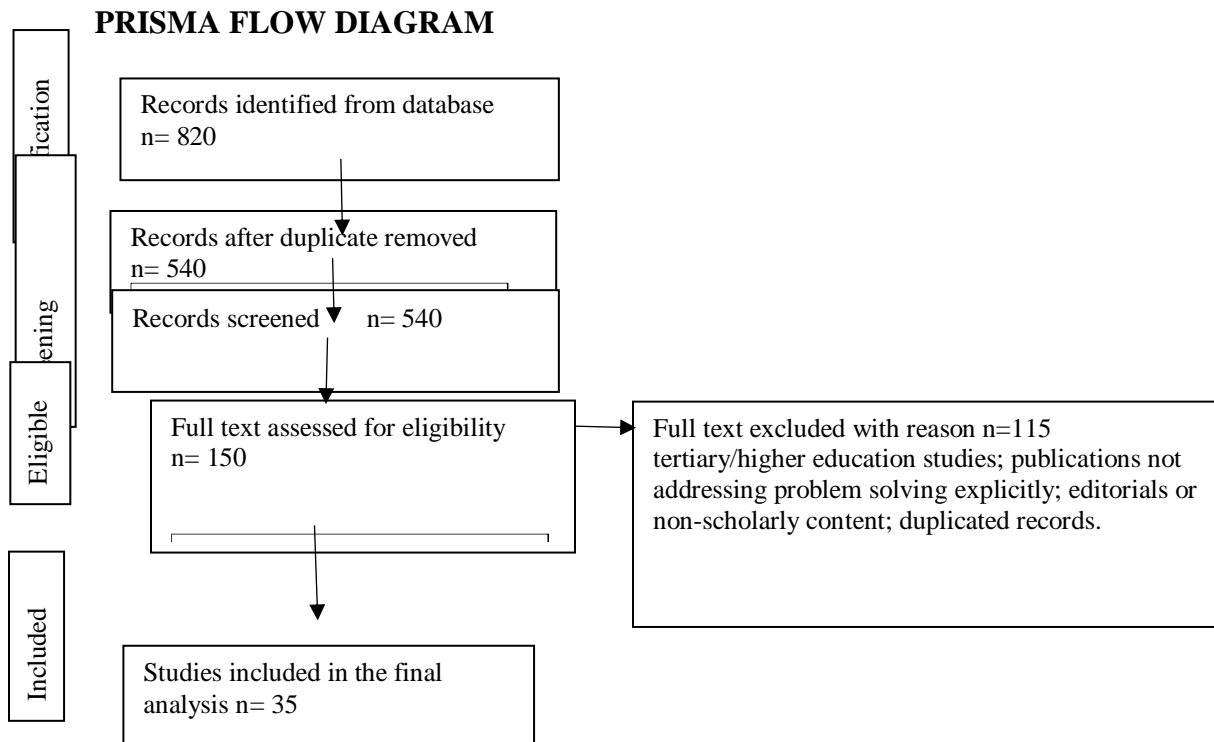 PRISMA FLOW DIAGRAM
fication
Records identified from database
n= 820
Records after duplicate removed
n= 540
ening
Records screened n= 540
Eligible
Full text assessed for eligibility
n= 150
Full text excluded with reason n=115
tertiary/higher education studies; publications not
addressing problem solving explicitly; editorials or
non-scholarly content; duplicated records.
Included
Studies included in the final
analysis n= 35